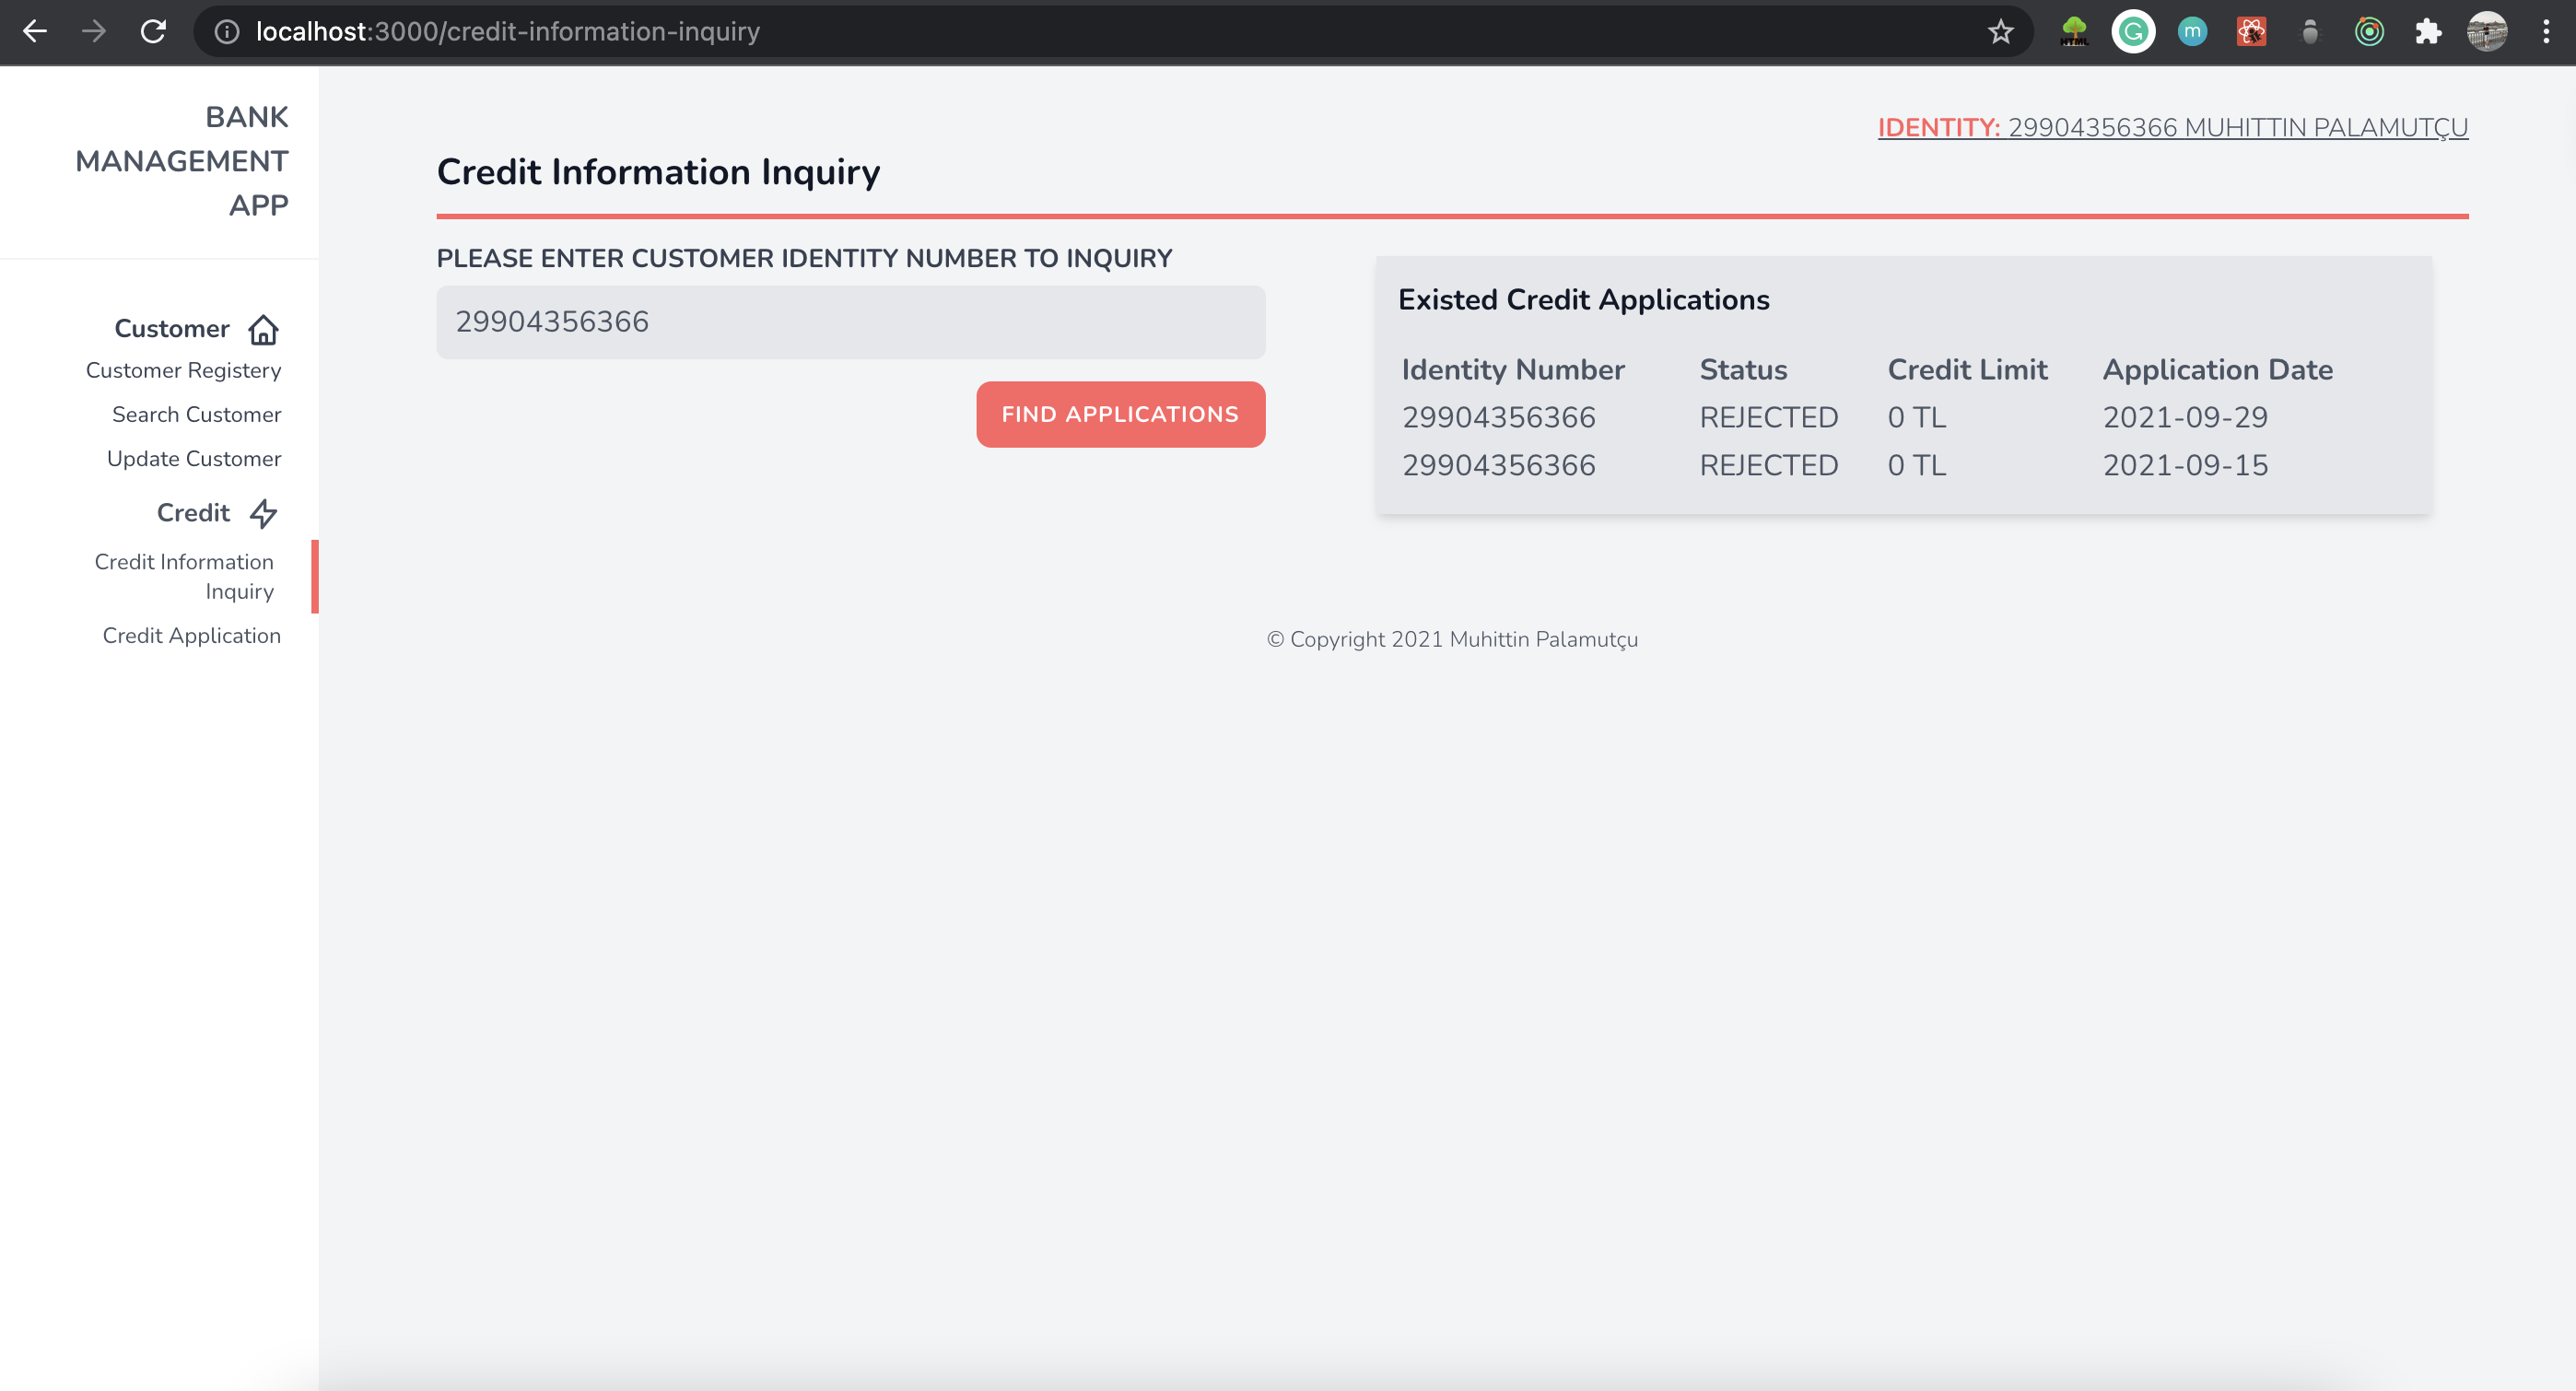 localhost:3000/credit-information-inquiry
HTML
G
m
BANK
MANAGEMENT
APP
Customer
Customer Registery
Search Customer
Update Customer
Credit
Credit Information
Inquiry
Credit Application
IDENTITY: 29904356366 MUHITTIN PALAMUTÇU
Credit Information Inquiry
PLEASE ENTER CUSTOMER IDENTITY NUMBER TO INQUIRY
29904356366
FIND APPLICATIONS
Existed Credit Applications
Identity Number Status Credit Limit Application Date
29904356366 REJECTED 0 TL 2021-09-29
29904356366 REJECTED 0 TL 2021-09-15
© Copyright 2021 Muhittin Palamutçu